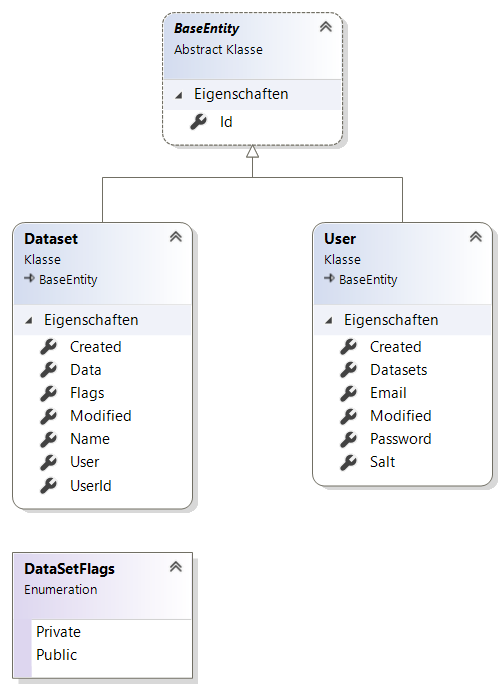 BaseEntity
Abstract Klasse
Eigenschaften
Id
Dataset
Klasse
BaseEntity
Eigenschaften
Created
Data
Flags
Modified
Name
User
UserId
User
Klasse
BaseEntity
Eigenschaften
Created
Datasets
Email
Modified
Password
Salt
DataSetFlags
Enumeration
Private
Public